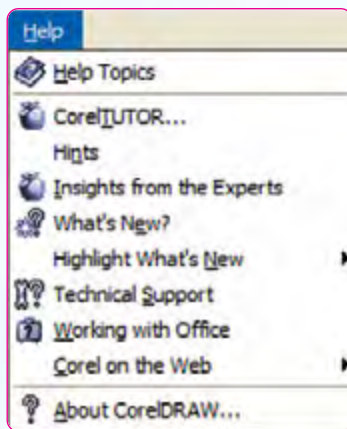 Help
Help Topics
CorelTUTOR...
Hints
Insights from the Experts
What's New?
Highlight What's New
Technical Support
Working with Office
Corel on the Web
About CorelDRAW...